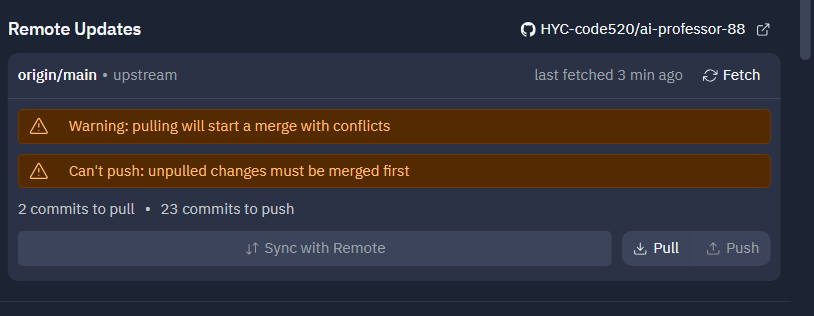 Remote Updates
HYC-code520/ai-professor-88
origin/main • upstream
last fetched 3 min ago
Fetch
Warning: pulling will start a merge with conflicts
Can't push: unpulled changes must be merged first
2 commits to pull • 23 commits to push
Sync with Remote
Pull
Push